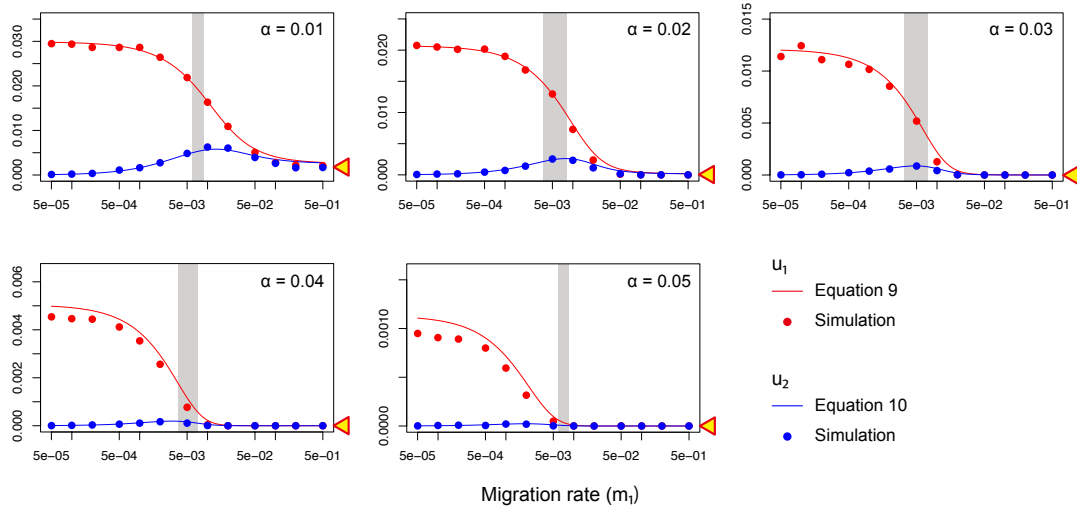 α = 0.01
0.030
0.020
0.010
0.000
5e−05
5e−04
5e−03
5e−02
5e−01
α = 0.02
0.020
0.010
0.000
5e−05
5e−04
5e−03
5e−02
5e−01
α = 0.03
0.015
0.010
0.005
0.000
5e−05
5e−04
5e−03
5e−02
5e−01
α = 0.04
0.006
0.004
0.002
0.000
5e−05
5e−04
5e−03
5e−02
5e−01
α = 0.05
0.0010
0.0000
5e−05
5e−04
5e−03
5e−02
5e−01
u₁
Equation 9
Simulation
u₂
Equation 10
Simulation
Migration rate (m₁)